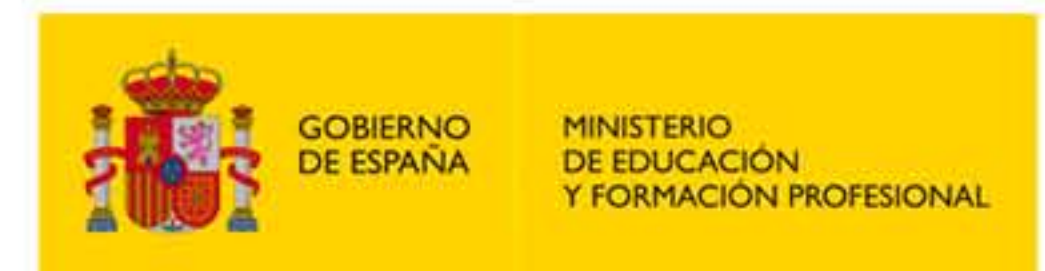 GOBIERNO
DE ESPAÑA
MINISTERIO
DE EDUCACIÓN
Y FORMACIÓN PROFESIONAL